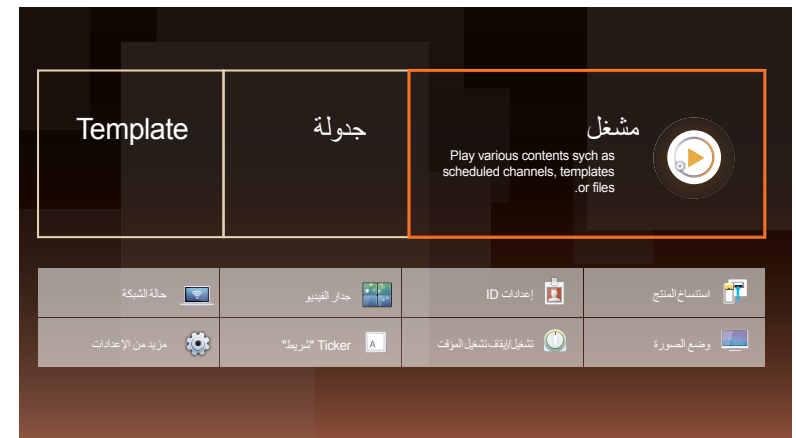 مشغل
Play various contents sych as
scheduled channels, templates
or files.
جدولة
Template
استنساخ المنتج
إعدادات ID
جدار الفيديو
حالة الشبكة
وضع الصورة
تشغيل/إيقاف تشغيل المؤقت
Ticker "شريط"
A
مزيد من الإعدادات